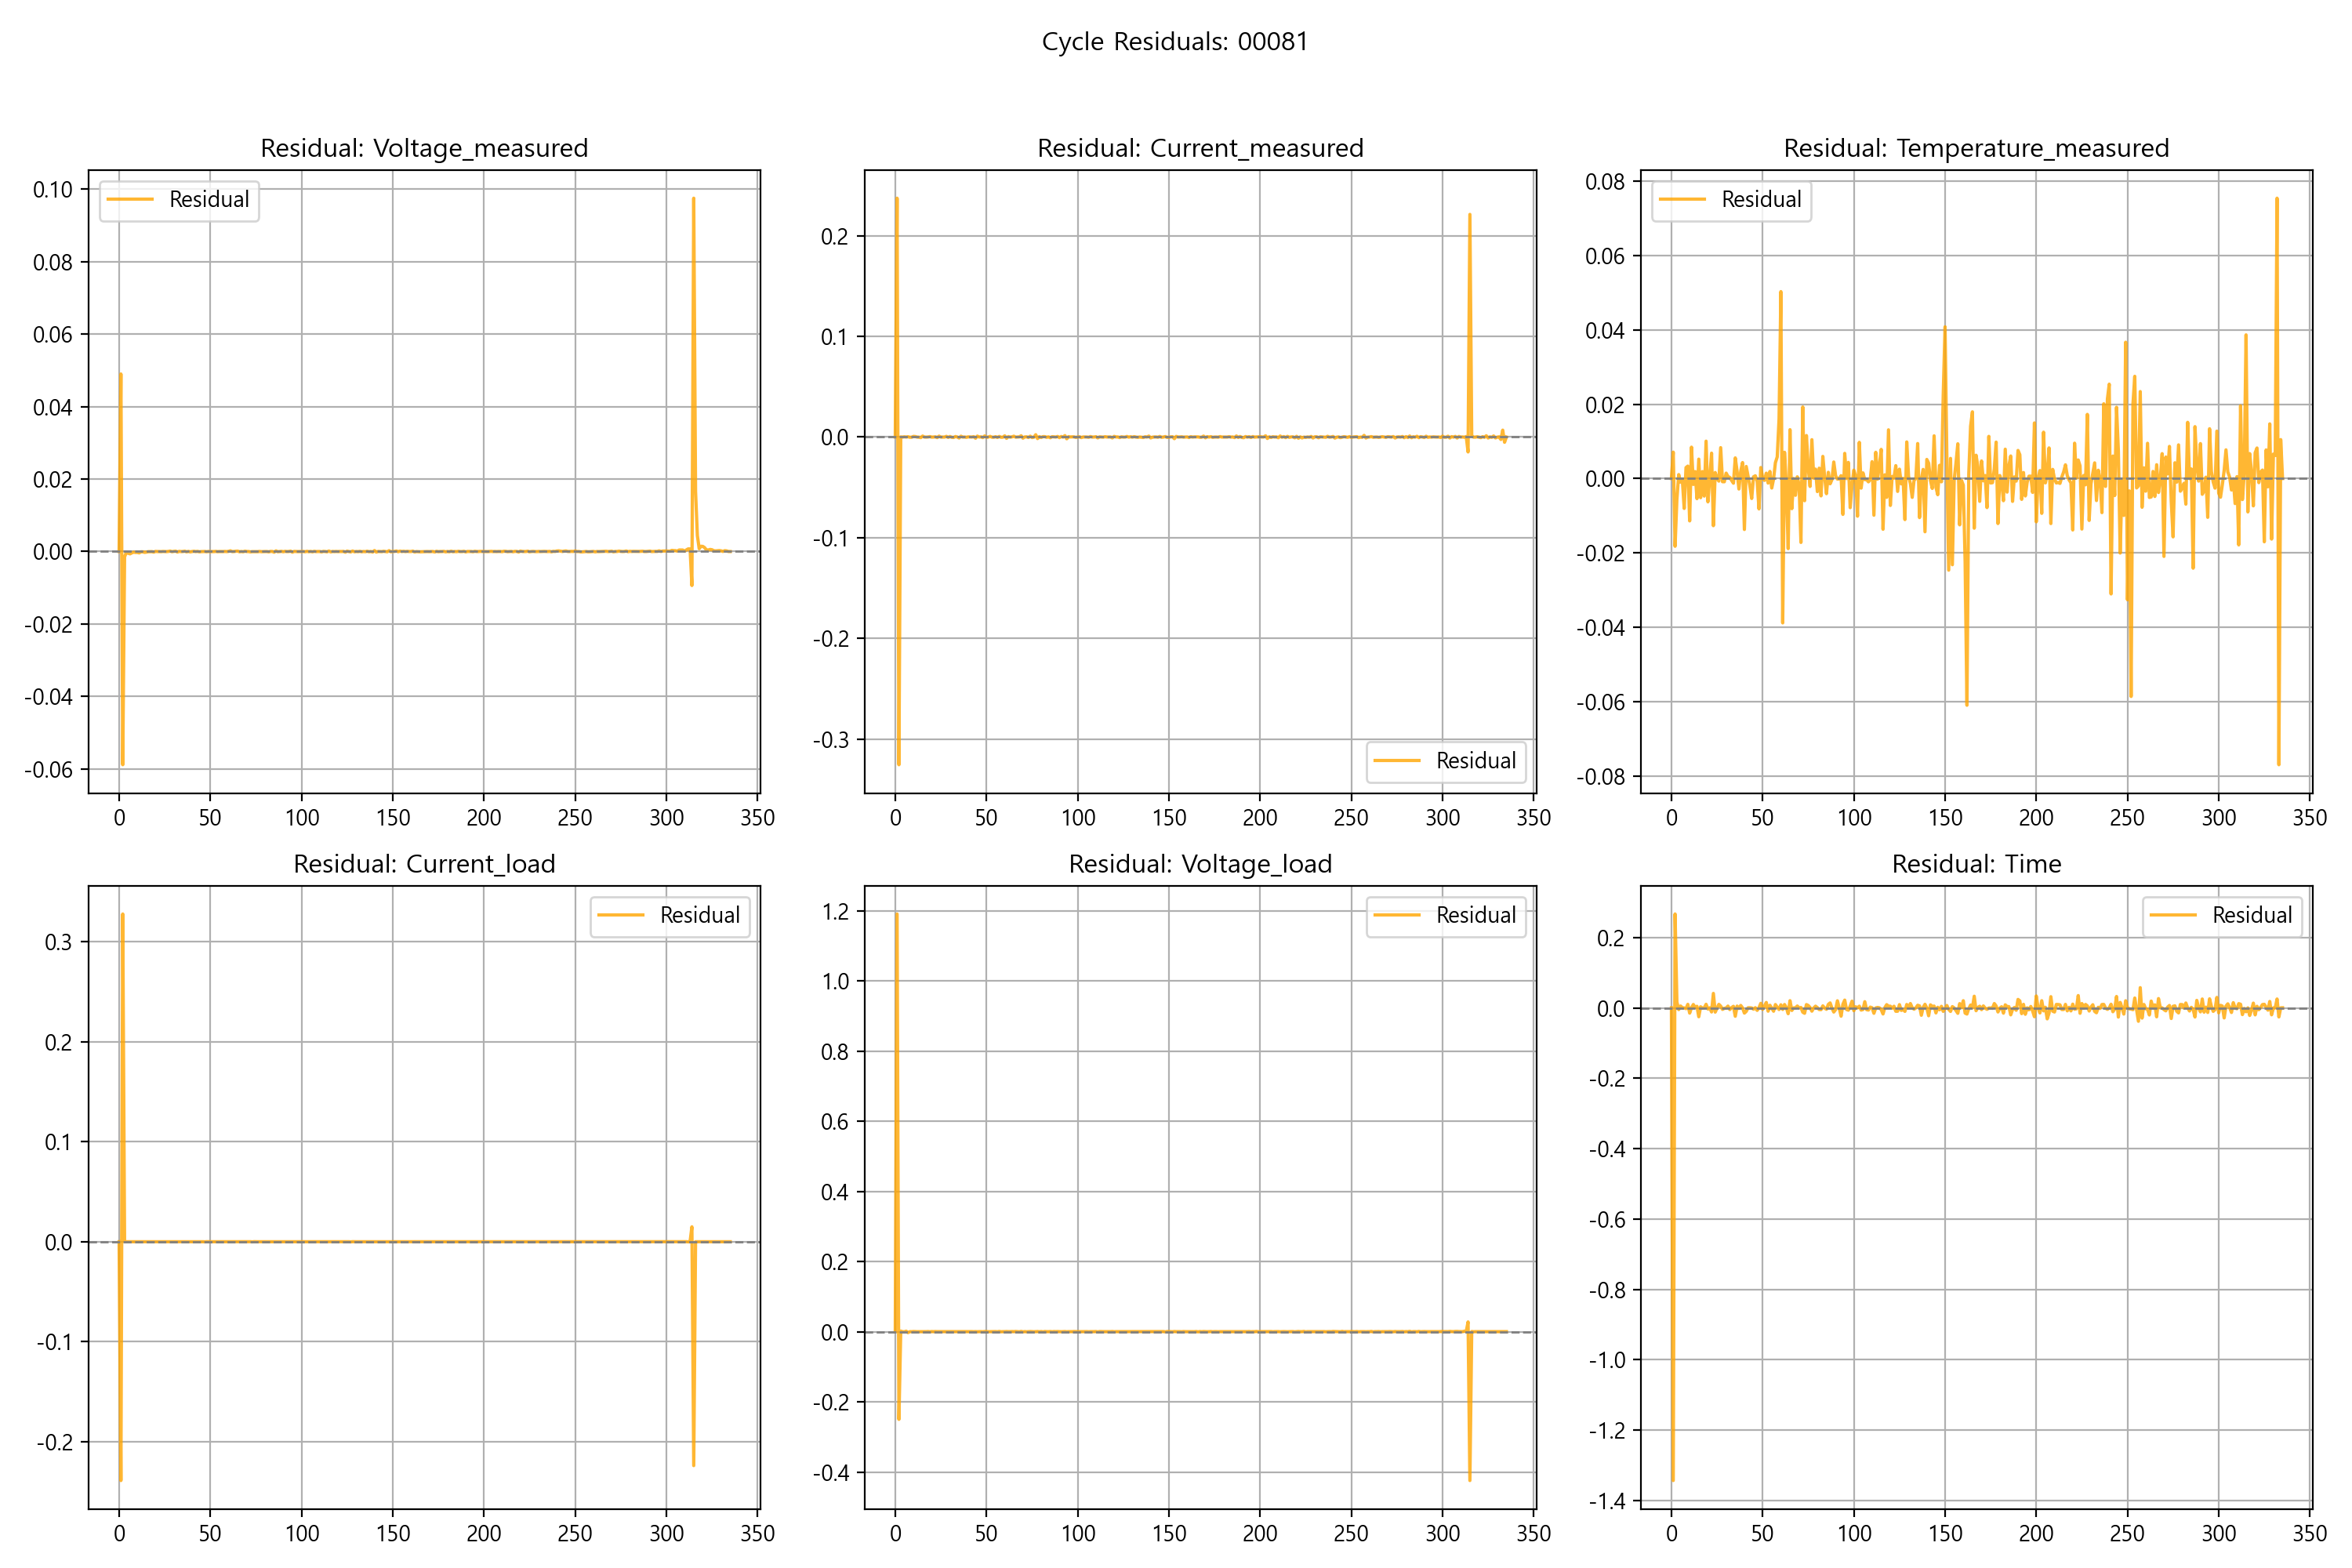 Cycle Residuals: 00081
Residual: Voltage_measured
Residual
0.10
0.08
0.06
0.04
0.02
0.00
-0.02
-0.04
-0.06
0 50 100 150 200 250 300 350
Residual: Current_measured
0.2
0.1
0.0
-0.1
-0.2
-0.3
Residual
0 50 100 150 200 250 300 350
Residual: Temperature_measured
Residual
0.08
0.06
0.04
0.02
0.00
-0.02
-0.04
-0.06
-0.08
0 50 100 150 200 250 300 350
Residual: Current_load
Residual
0.3
0.2
0.1
0.0
-0.1
-0.2
0 50 100 150 200 250 300 350
Residual: Voltage_load
Residual
1.2
1.0
0.8
0.6
0.4
0.2
0.0
-0.2
-0.4
0 50 100 150 200 250 300 350
Residual: Time
Residual
0.2
0.0
-0.2
-0.4
-0.6
-0.8
-1.0
-1.2
-1.4
0 50 100 150 200 250 300 350